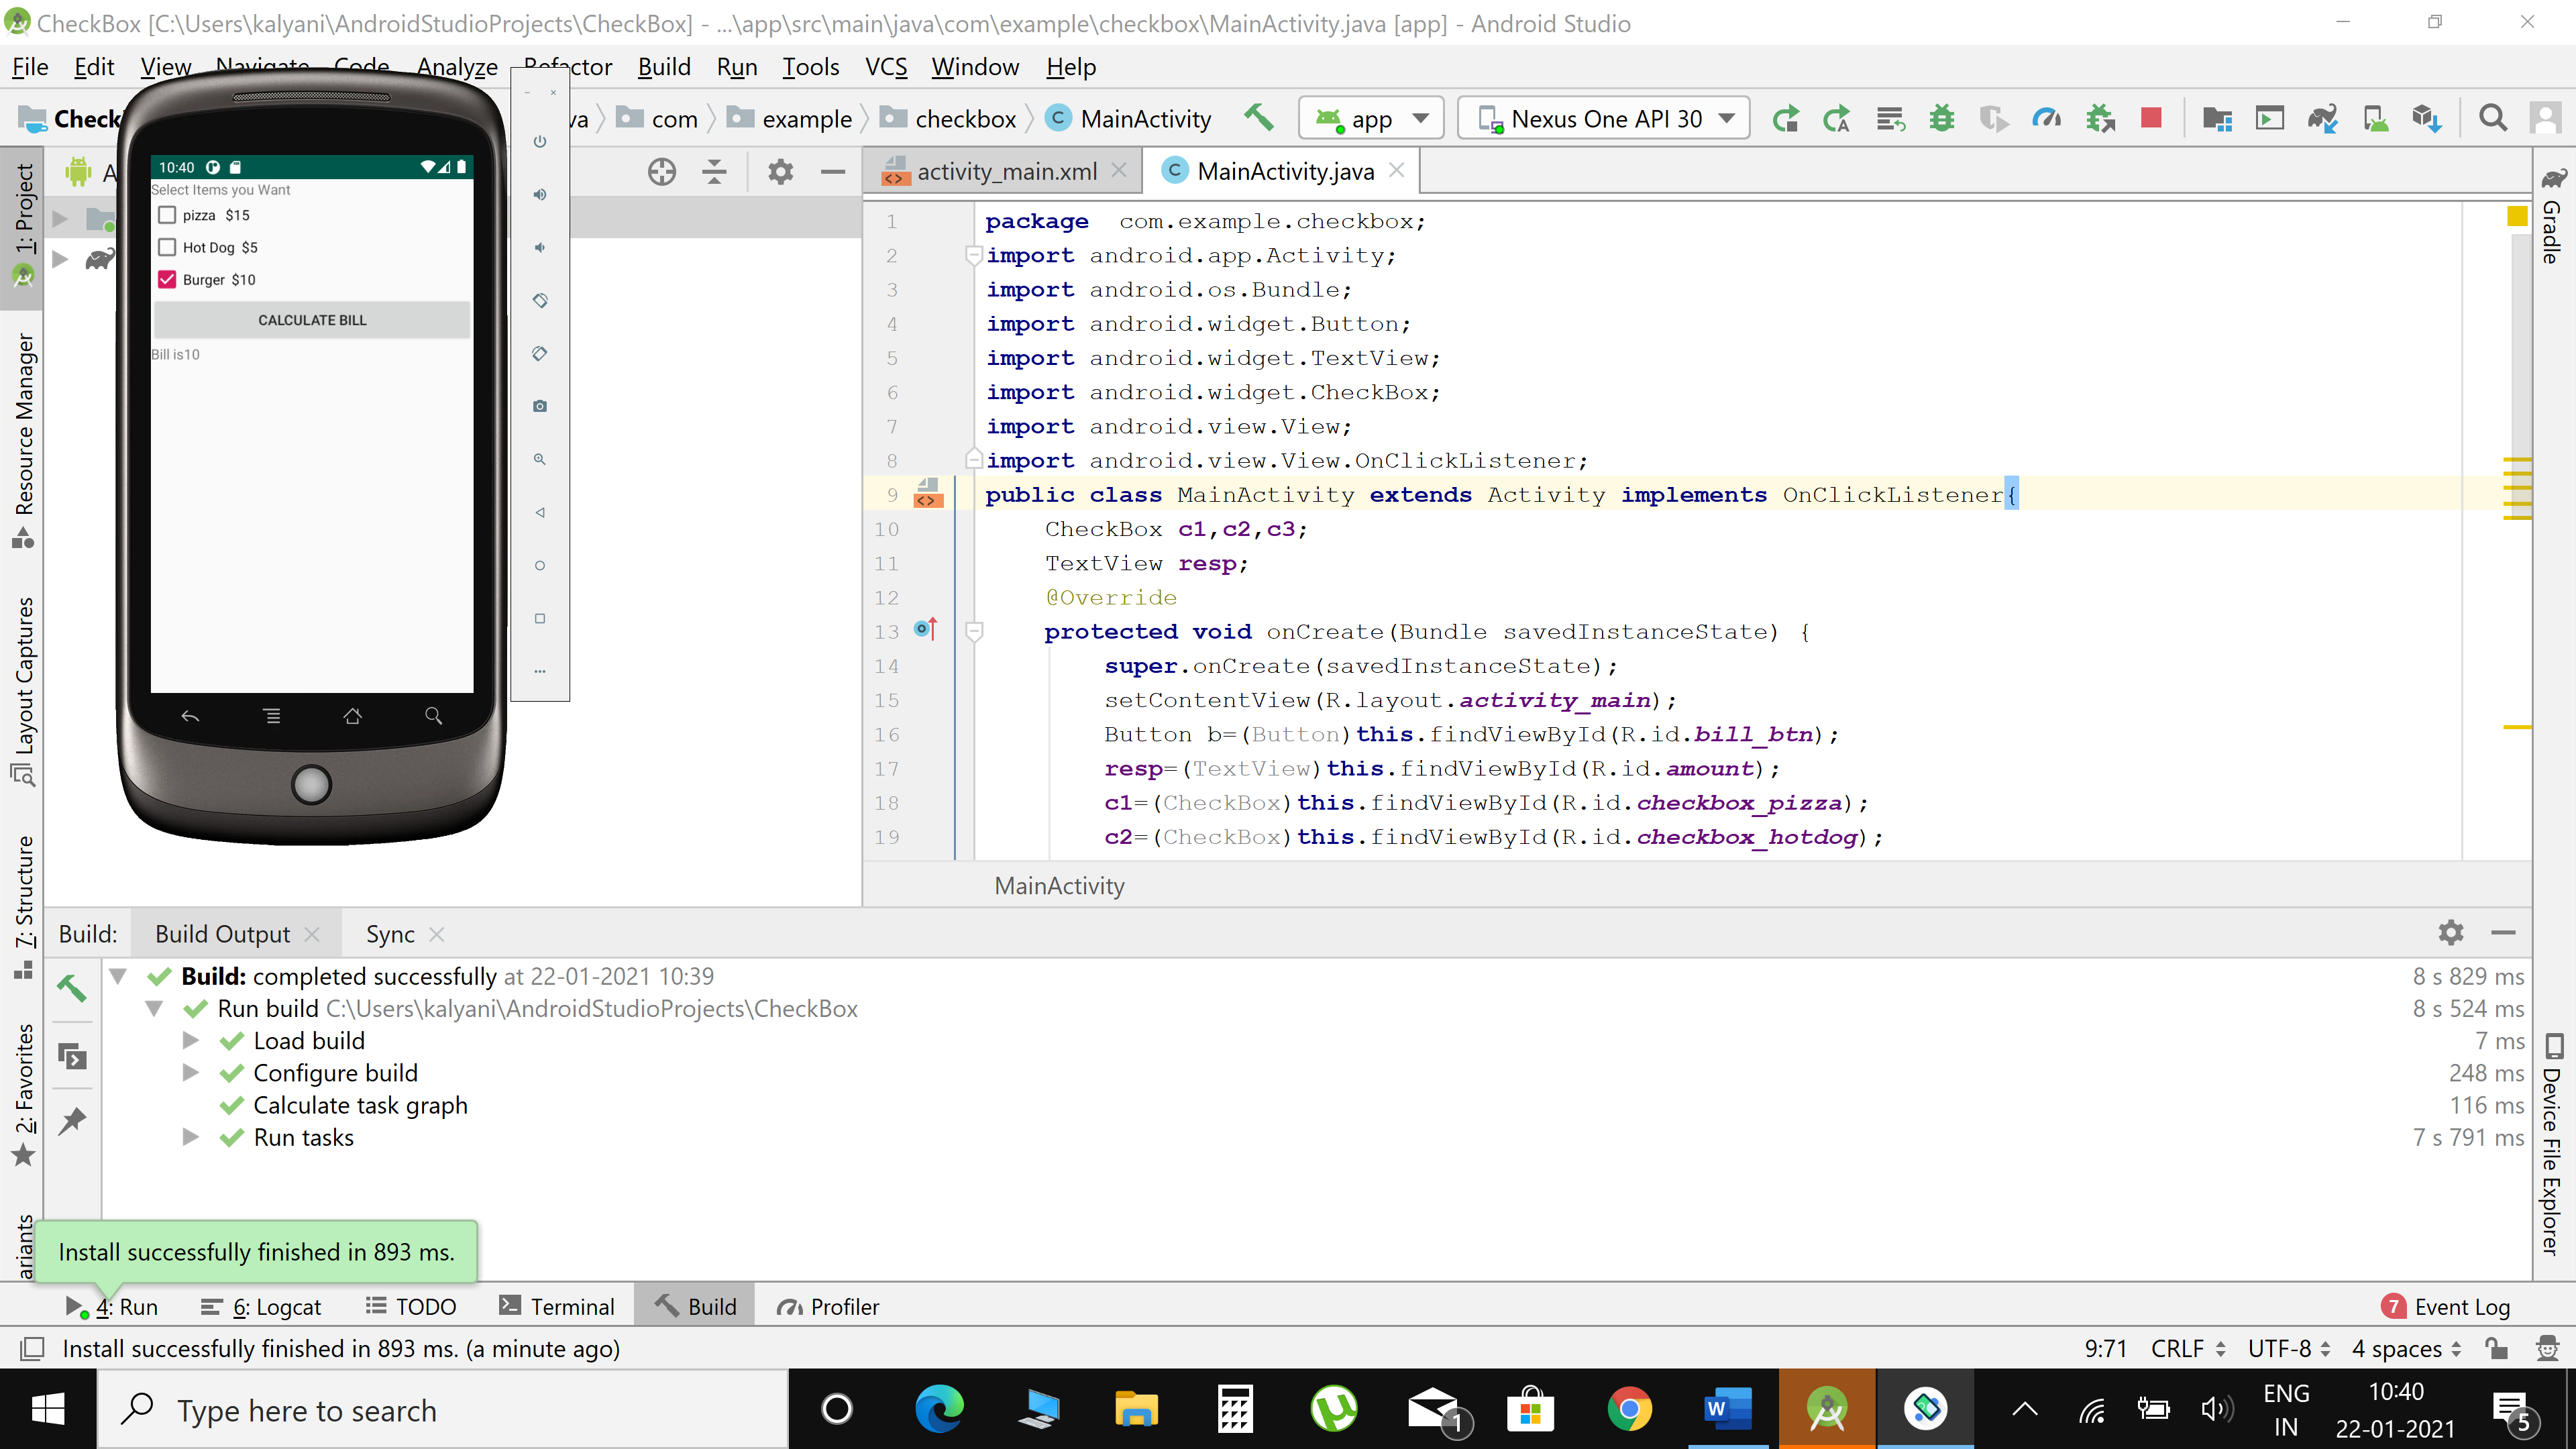 CheckBox [C:\Users\kalyani\AndroidStudioProjects\CheckBox] - ...\app\src\main\java\com\example\checkbox\MainActivity.java [app] - Android Studio
File Edit View Navigate Code Analyze Refactor Build Run Tools VCS Window Help
Check va com example checkbox MainActivity app Nexus One API 30
A
activity_main.xml MainActivity.java
10:40
Select Items you Want
pizza $15
Hot Dog $5
Burger $10
CALCULATE BILL
Bill is10
1: Project
Resource Manager
Layout Captures
7: Structure
2: Favorites
ariants
1 package com.example.checkbox;
2 import android.app.Activity;
3 import android.os.Bundle;
4 import android.widget.Button;
5 import android.widget.TextView;
6 import android.widget.CheckBox;
7 import android.view.View;
8 import android.view.View.OnClickListener;
9 public class MainActivity extends Activity implements OnClickListener{
10 CheckBox c1,c2,c3;
11 TextView resp;
12 @Override
13 protected void onCreate(Bundle savedInstanceState) {
14 super.onCreate(savedInstanceState);
15 setContentView(R.layout.activity_main);
16 Button b=(Button)this.findViewById(R.id.bill_btn);
17 resp=(TextView)this.findViewById(R.id.amount);
18 c1=(CheckBox)this.findViewById(R.id.checkbox_pizza);
19 c2=(CheckBox)this.findViewById(R.id.checkbox_hotdog);
MainActivity
Gradle
Device File Explorer
Build: Build Output Sync
Build: completed successfully at 22-01-2021 10:39 8 s 829 ms
Run build C:\Users\kalyani\AndroidStudioProjects\CheckBox 8 s 524 ms
Load build 7 ms
Configure build 248 ms
Calculate task graph 116 ms
Run tasks 7 s 791 ms
Install successfully finished in 893 ms.
4: Run 6: Logcat TODO Terminal Build Profiler 7 Event Log
Install successfully finished in 893 ms. (a minute ago) 9:71 CRLF UTF-8 4 spaces
Type here to search 1 ENG IN 10:40 22-01-2021 5